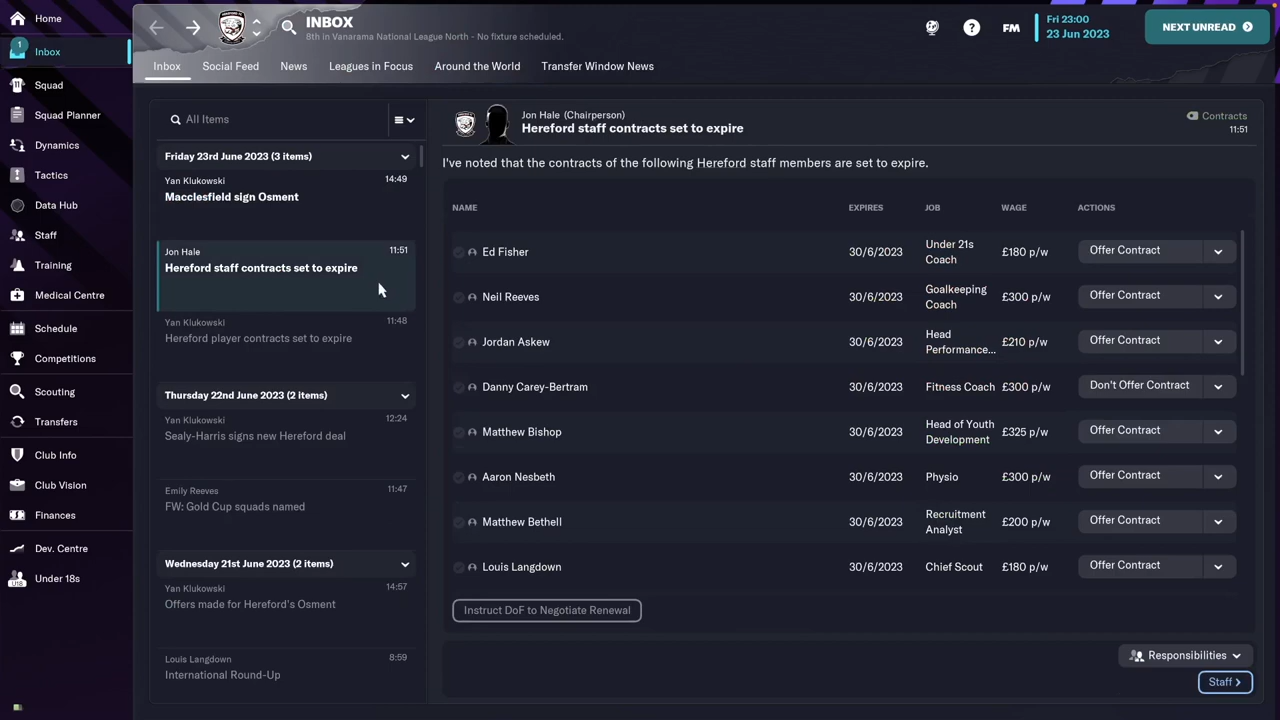 Home
1
Inbox
Squad
Squad Planner
Dynamics
Tactics
Data Hub
Staff
Training
Medical Centre
Schedule
Competitions
Scouting
Transfers
Club Info
Club Vision
Finances
Dev. Centre
U18
Under 18s
INBOX
8th in Vanarama National League North - No fixture scheduled.
?
FM
Fri 23:00
23 Jun 2023
NEXT UNREAD
Inbox
Social Feed
News
Leagues in Focus
Around the World
Transfer Window News
All Items
Friday 23rd June 2023 (3 items)
Yan Klukowski 14:49
Macclesfield sign Osment
Jon Hale 11:51
Hereford staff contracts set to expire
Yan Klukowski 11:48
Hereford player contracts set to expire
Thursday 22nd June 2023 (2 items)
Yan Klukowski 12:24
Sealy-Harris signs new Hereford deal
Emily Reeves 11:47
FW: Gold Cup squads named
Wednesday 21st June 2023 (2 items)
Yan Klukowski 14:57
Offers made for Hereford's Osment
Louis Langdown 8:59
International Round-Up
Jon Hale (Chairperson)
Hereford staff contracts set to expire
Contracts
11:51
I've noted that the contracts of the following Hereford staff members are set to expire.
NAME EXPIRES JOB WAGE ACTIONS
Ed Fisher 30/6/2023 Under 21s Coach £180 p/w Offer Contract
Neil Reeves 30/6/2023 Goalkeeping Coach £300 p/w Offer Contract
Jordan Askew 30/6/2023 Head Performance... £210 p/w Offer Contract
Danny Carey-Bertram 30/6/2023 Fitness Coach £300 p/w Don't Offer Contract
Matthew Bishop 30/6/2023 Head of Youth Development £325 p/w Offer Contract
Aaron Nesbeth 30/6/2023 Physio £300 p/w Offer Contract
Matthew Bethell 30/6/2023 Recruitment Analyst £200 p/w Offer Contract
Louis Langdown 30/6/2023 Chief Scout £180 p/w Offer Contract
Instruct DoF to Negotiate Renewal
Responsibilities
Staff